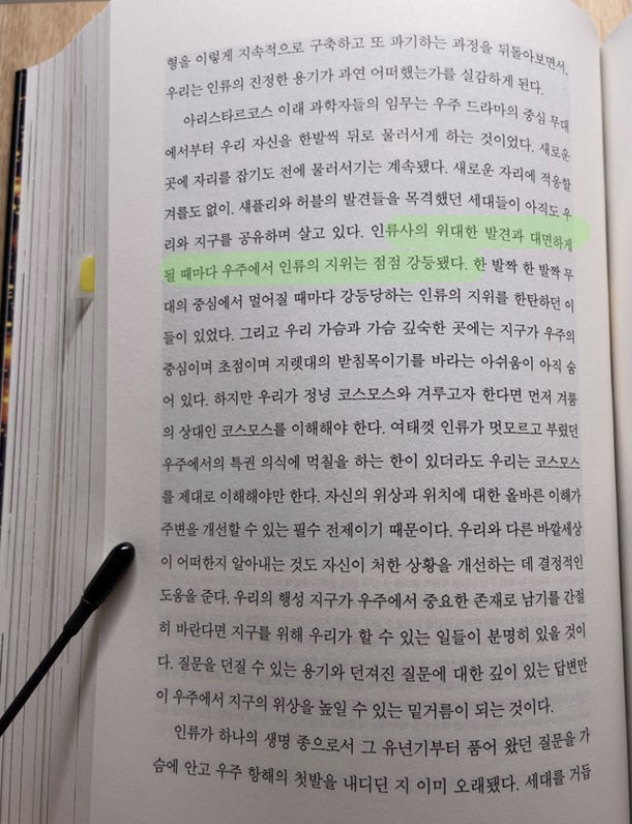 형을 이렇게 지속적으로 구축하고 또 파기하는 과정을 뒤돌아보면서,
우리는 인류의 진정한 용기가 과연 어떠했는가를 실감하게 된다.
아리스타르코스 이래 과학자들의 임무는 우주 드라마의 중심 무대
에서부터 우리 자신을 한발씩 뒤로 물러서게 하는 것이었다. 새로운
곳에 자리를 잡기도 전에 물러서기는 계속됐다. 새로운 자리에 적응할
겨를도 없이. 섀플리와 허블의 발견들을 목격했던 세대들이 아직도 우
리와 지구를 공유하며 살고 있다. 인류사의 위대한 발견과 대면하게
될 때마다 우주에서 인류의 지위는 점점 강등됐다. 한 발짝 한 발짝 무
대의 중심에서 멀어질 때마다 강등당하는 인류의 지위를 한탄하던 이
들이 있었다. 그리고 우리 가슴과 가슴 깊숙한 곳에는 지구가 우주의
중심이며 초점이며 지렛대의 받침목이기를 바라는 아쉬움이 아직 숨
어 있다. 하지만 우리가 정녕 코스모스와 겨루고자 한다면 먼저 겨룸
의 상대인 코스모스를 이해해야 한다. 여태껏 인류가 멋모르고 부렸던
우주에서의 특권 의식에 먹칠을 하는 한이 있더라도 우리는 코스모스
를 제대로 이해해야만 한다. 자신의 위상과 위치에 대한 올바른 이해가
주변을 개선할 수 있는 필수 전제이기 때문이다. 우리와 다른 바깥세상
이 어떠한지 알아내는 것도 자신이 처한 상황을 개선하는 데 결정적인
도움을 준다. 우리의 행성 지구가 우주에서 중요한 존재로 남기를 간절
히 바란다면 지구를 위해 우리가 할 수 있는 일들이 분명히 있을 것이
다. 질문을 던질 수 있는 용기와 던져진 질문에 대한 깊이 있는 답변만
이 우주에서 지구의 위상을 높일 수 있는 밑거름이 되는 것이다.
인류가 하나의 생명 종으로서 그 유년기부터 품어 왔던 질문을 가
슴에 안고 우주 항해의 첫발을 내디딘 지 이미 오래됐다. 세대를 거듭